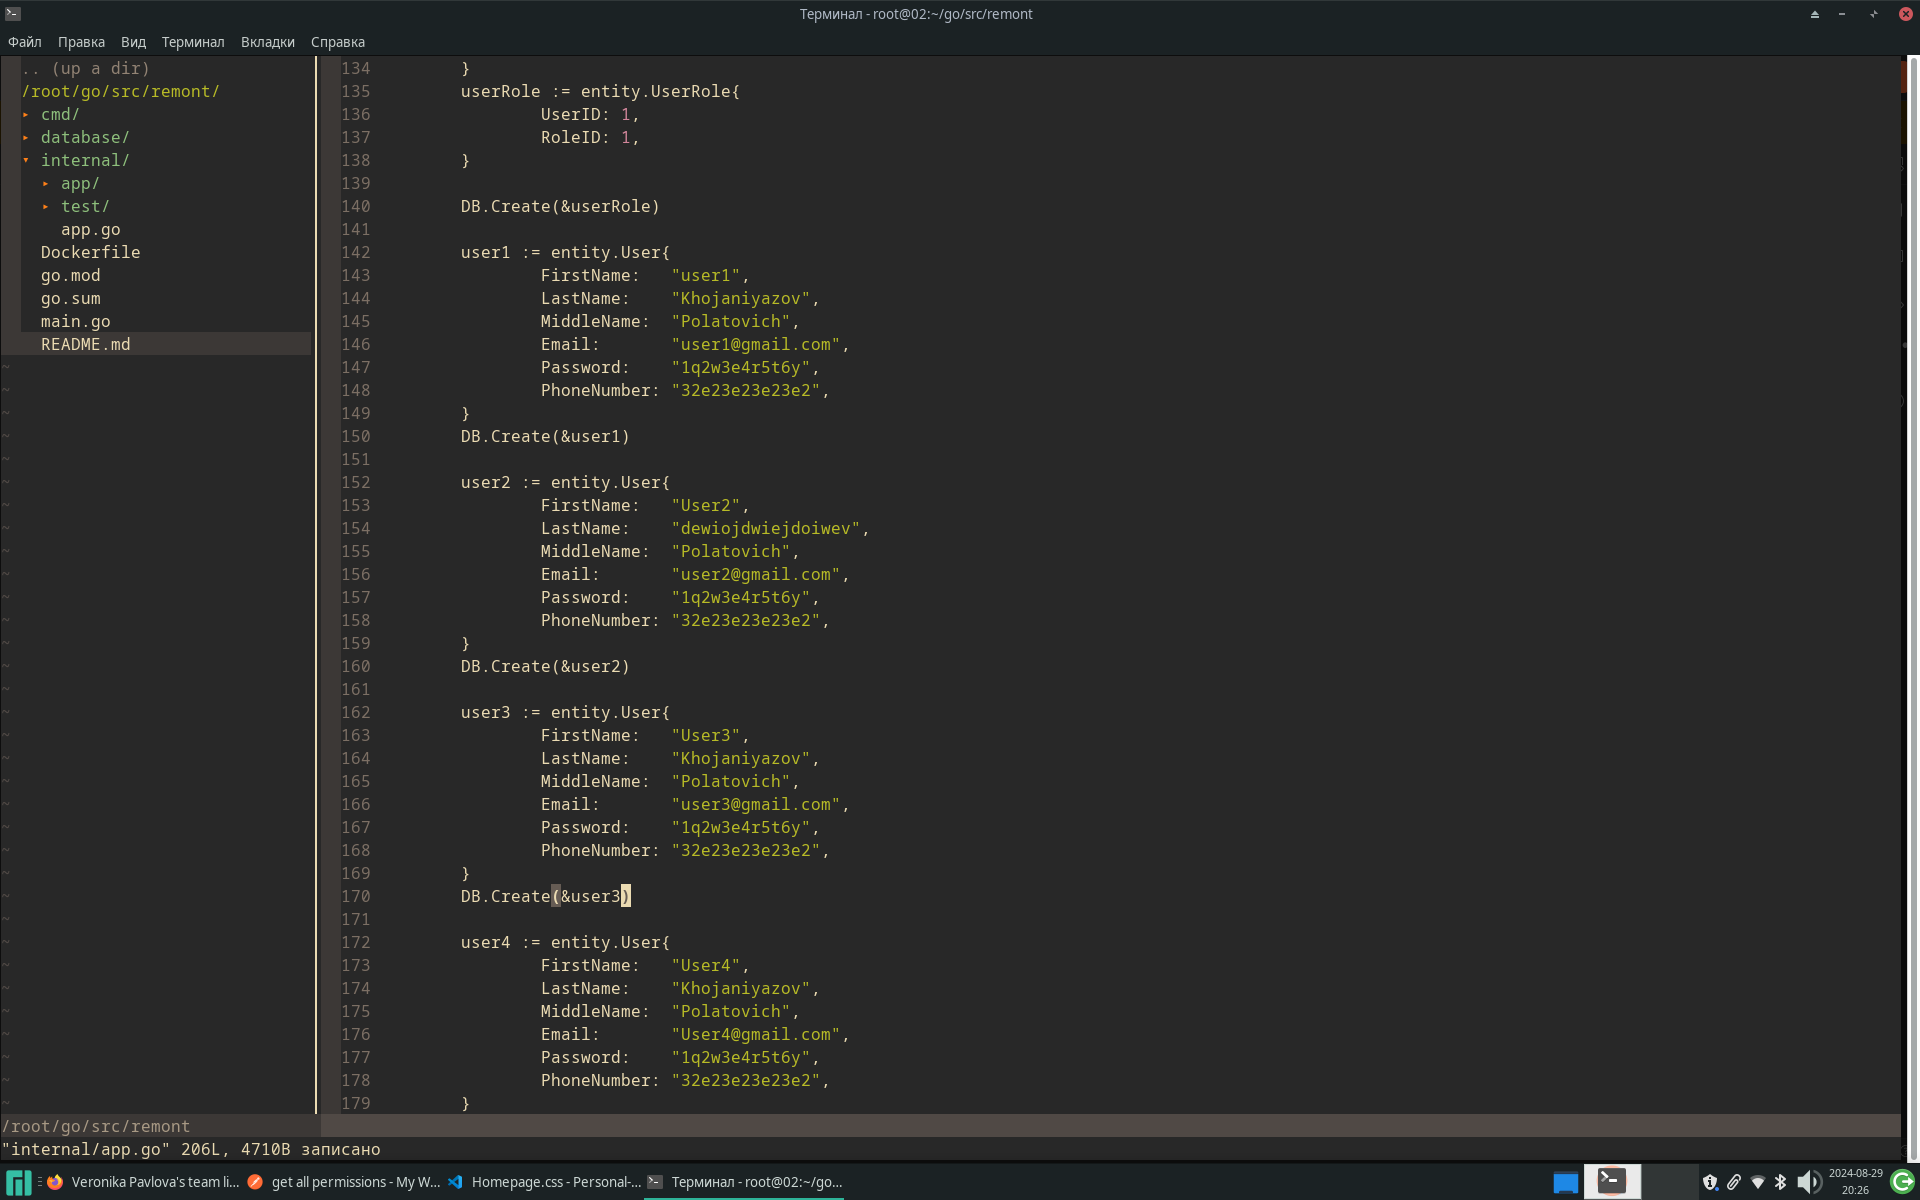 Терминал - root@02:~/go/src/remont
Файл Правка Вид Терминал Вкладки Справка
.. (up a dir)
/root/go/src/remont/
▸ cmd/
▸ database/
▾ internal/
▸ app/
▸ test/
app.go
Dockerfile
go.mod
go.sum
main.go
README.md
134 }
135 userRole := entity.UserRole{
136 UserID: 1,
137 RoleID: 1,
138 }
139
140 DB.Create(&userRole)
141
142 user1 := entity.User{
143 FirstName: "user1",
144 LastName: "Khojaniyazov",
145 MiddleName: "Polatovich",
146 Email: "user1@gmail.com",
147 Password: "1q2w3e4r5t6y",
148 PhoneNumber: "32e23e23e23e2",
149 }
150 DB.Create(&user1)
151
152 user2 := entity.User{
153 FirstName: "User2",
154 LastName: "dewiojdwiejdoiwev",
155 MiddleName: "Polatovich",
156 Email: "user2@gmail.com",
157 Password: "1q2w3e4r5t6y",
158 PhoneNumber: "32e23e23e23e2",
159 }
160 DB.Create(&user2)
161
162 user3 := entity.User{
163 FirstName: "User3",
164 LastName: "Khojaniyazov",
165 MiddleName: "Polatovich",
166 Email: "user3@gmail.com",
167 Password: "1q2w3e4r5t6y",
168 PhoneNumber: "32e23e23e23e2",
169 }
170 DB.Create(&user3)
171
172 user4 := entity.User{
173 FirstName: "User4",
174 LastName: "Khojaniyazov",
175 MiddleName: "Polatovich",
176 Email: "User4@gmail.com",
177 Password: "1q2w3e4r5t6y",
178 PhoneNumber: "32e23e23e23e2",
179 }
/root/go/src/remont
"internal/app.go" 206L, 4710B записано
Veronika Pavlova's team li... get all permissions - My W... Homepage.css - Personal-... Терминал - root@02:~/go...
2024-08-29
20:26